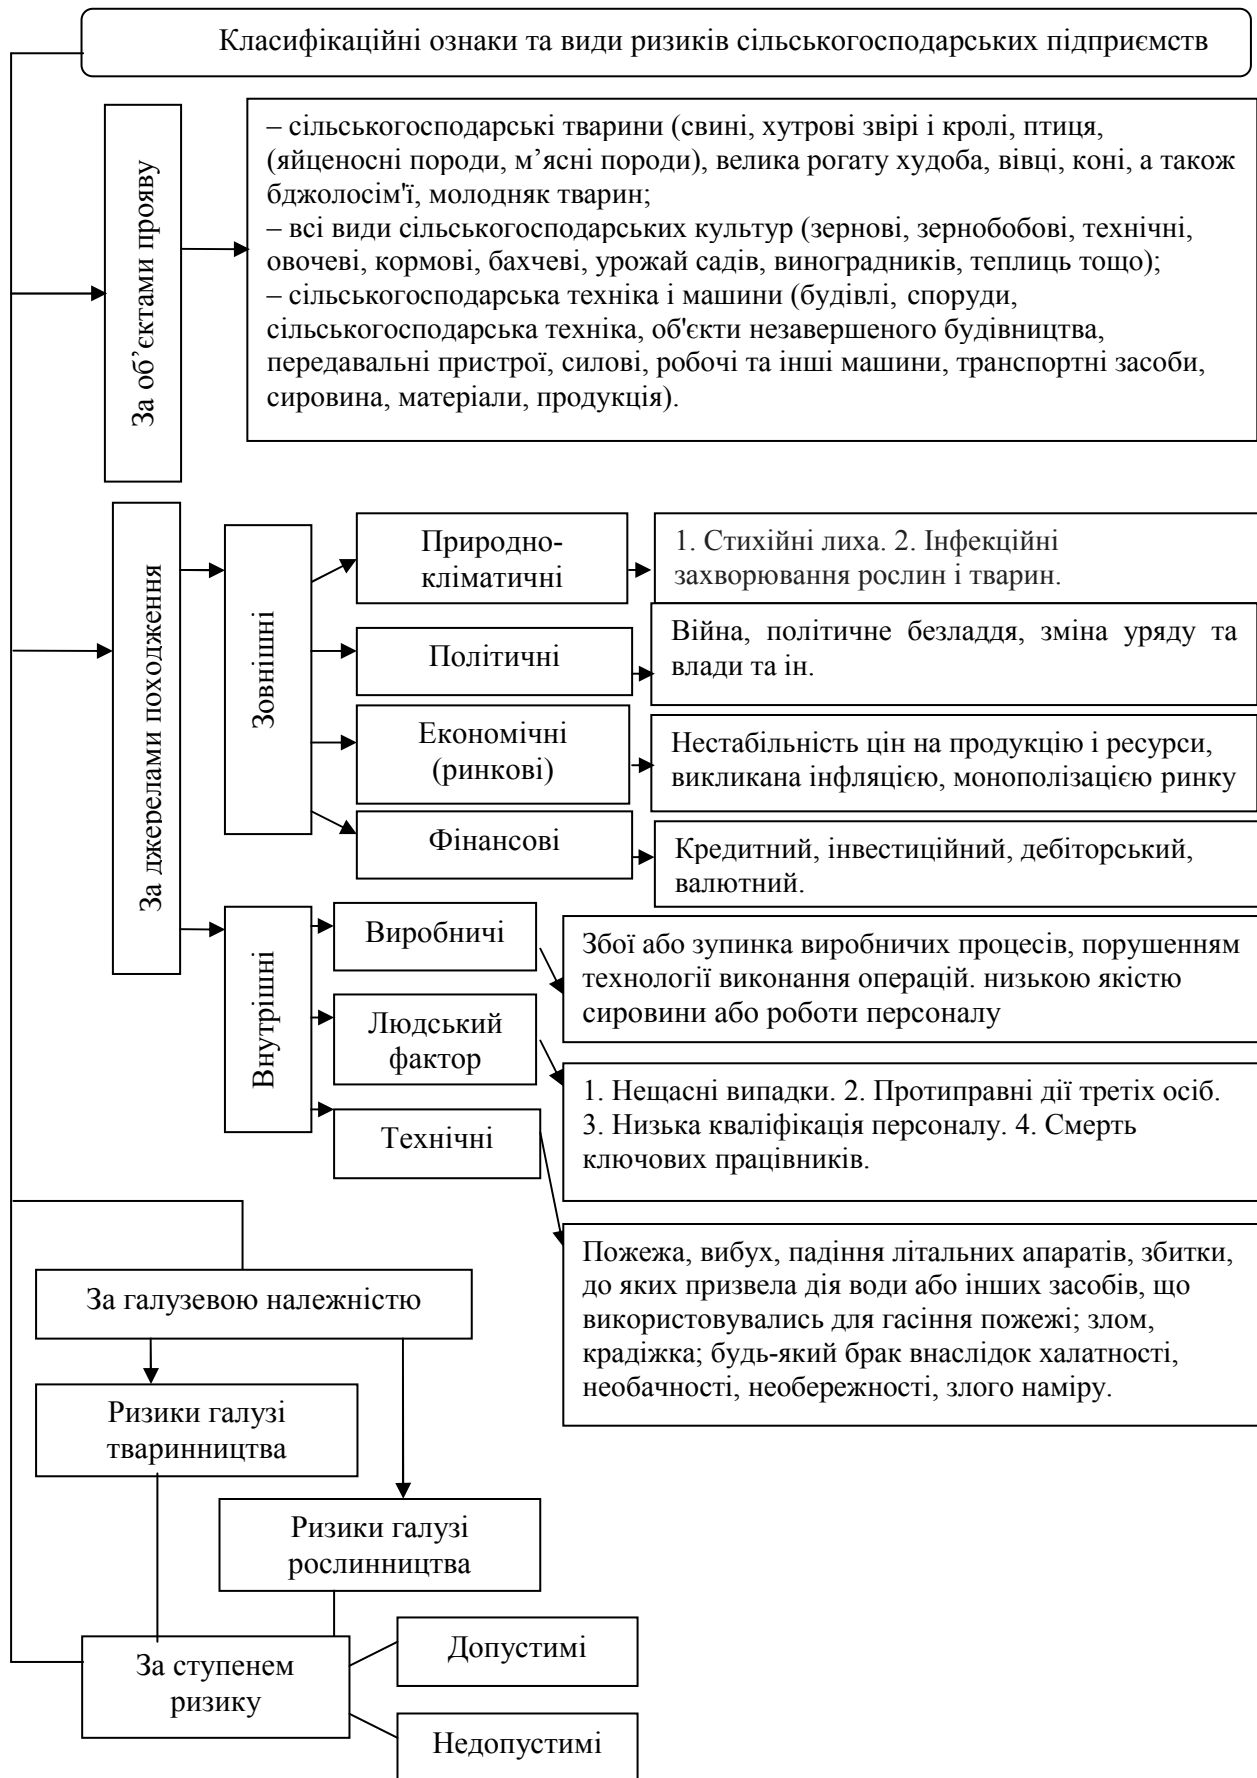 Класифікаційні ознаки та види ризиків сільськогосподарських підприємств
За об’єктами прояву
– сільськогосподарські тварини (свині, хутрові звірі і кролі, птиця,
(яйценосні породи, м’ясні породи), велика рогату худоба, вівці, коні, а також
бджолосім'ї, молодняк тварин;
– всі види сільськогосподарських культур (зернові, зернобобові, технічні,
овочеві, кормові, бахчеві, урожай садів, виноградників, теплиць тощо);
– сільськогосподарська техніка і машини (будівлі, споруди,
сільськогосподарська техніка, об'єкти незавершеного будівництва,
передавальні пристрої, силові, робочі та інші машини, транспортні засоби,
сировина, матеріали, продукція).
За джерелами походження
Зовнішні
Природно-
кліматичні
1. Стихійні лиха. 2. Інфекційні
захворювання рослин і тварин.
Політичні
Війна, політичне безладдя, зміна уряду та
влади та ін.
Економічні
(ринкові)
Нестабільність цін на продукцію і ресурси,
викликана інфляцією, монополізацією ринку
Фінансові
Кредитний, інвестиційний, дебіторський,
валютний.
Внутрішні
Виробничі
Збої або зупинка виробничих процесів, порушенням
технології виконання операцій. низькою якістю
сировини або роботи персоналу
Людський
фактор
1. Нещасні випадки. 2. Протиправні дії третіх осіб.
3. Низька кваліфікація персоналу. 4. Смерть
ключових працівників.
Технічні
Пожежа, вибух, падіння літальних апаратів, збитки,
до яких призвела дія води або інших засобів, що
використовувались для гасіння пожежі; злом,
крадіжка; будь-який брак внаслідок халатності,
необачності, необережності, злого наміру.
За галузевою належністю
Ризики галузі
тваринництва
Ризики галузі
рослинництва
За ступенем
ризику
Допустимі
Недопустимі